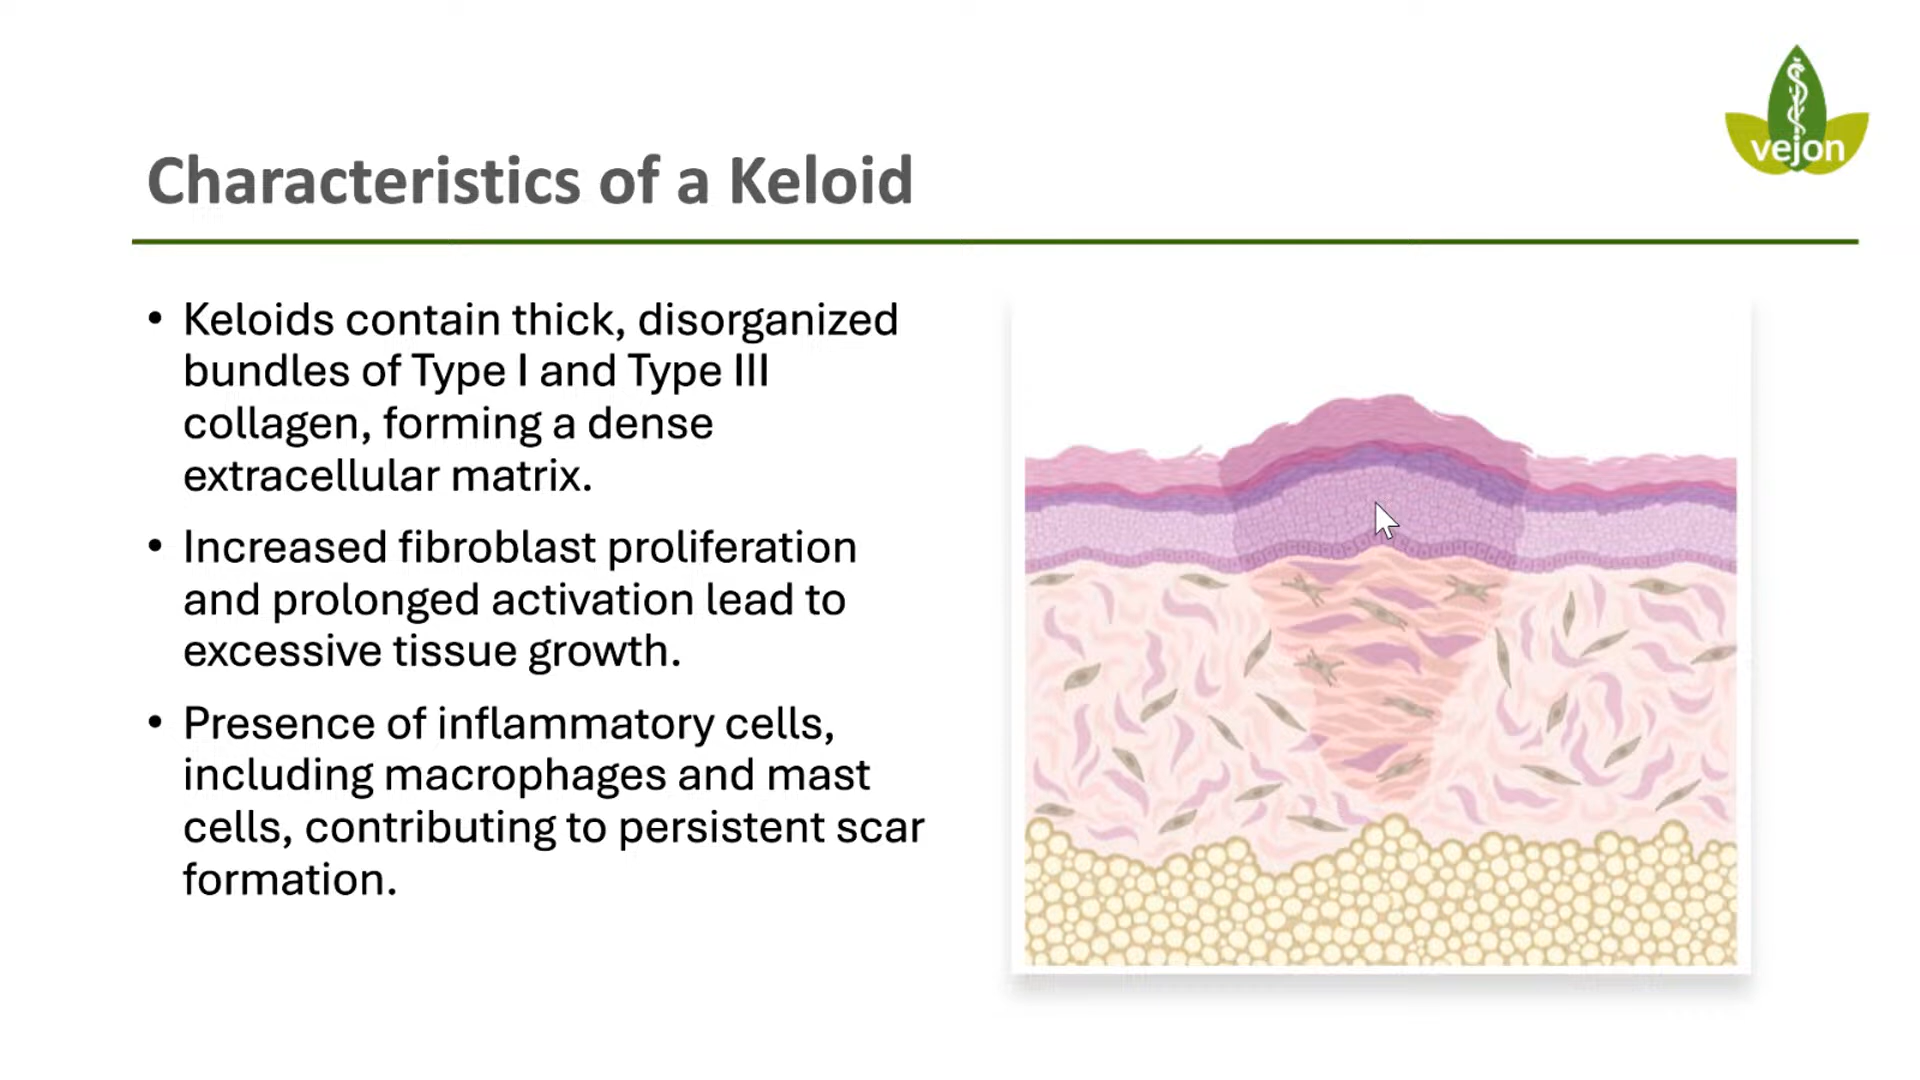 vejon
Characteristics of a Keloid
• Keloids contain thick, disorganized
bundles of Type I and Type III
collagen, forming a dense
extracellular matrix.
• Increased fibroblast proliferation
and prolonged activation lead to
excessive tissue growth.
• Presence of inflammatory cells,
including macrophages and mast
cells, contributing to persistent scar
formation.